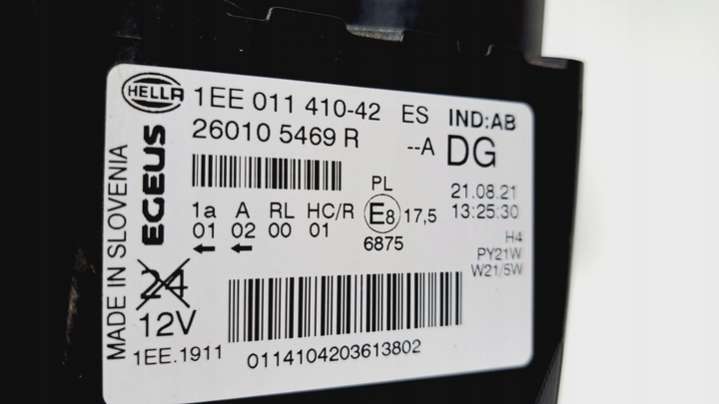 HELLA 1EE 011 410-42 ES IND:AB
26010 5469 R --A DG
21.08.21
13:25:30
PL
1a A RL HC/R E8 17,5
01 02 00 01
6875
H4
PY21W
W21/5W
MADE IN SLOVENIA
EGEUS
24
12V
1EE.1911
0114104203613802